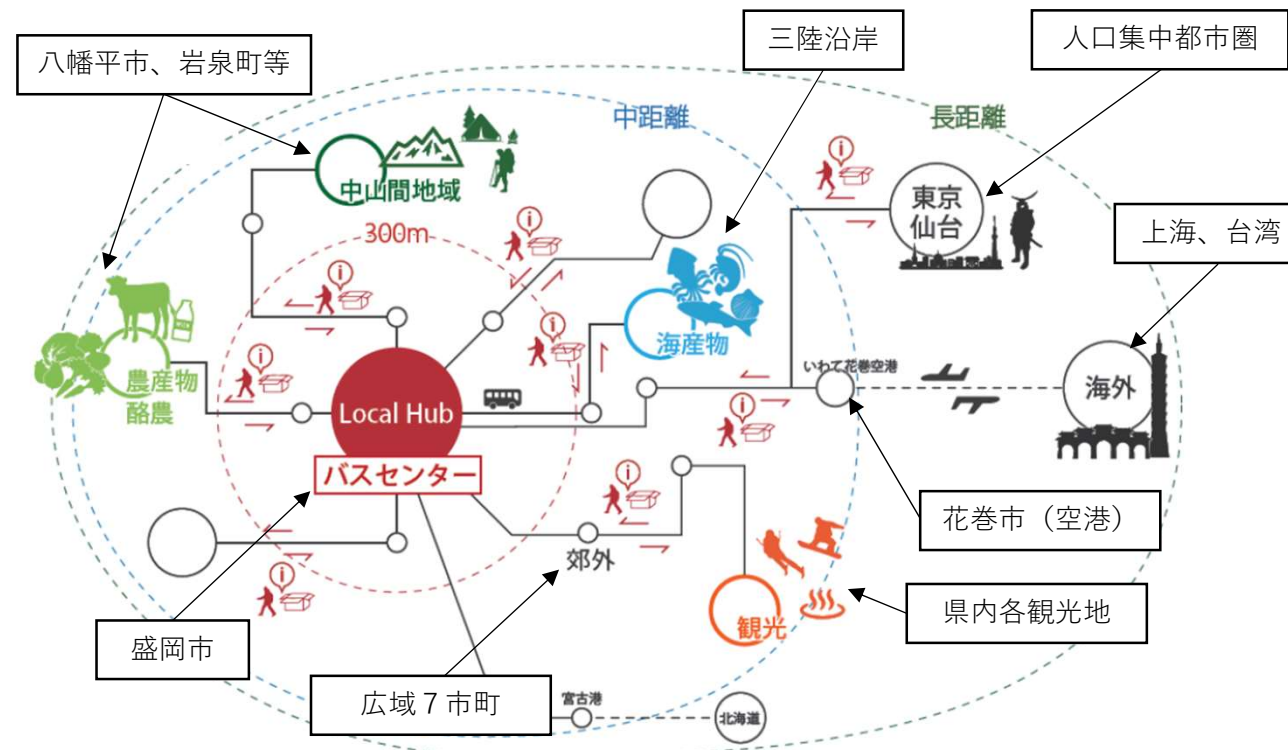 八幡平市、岩泉町等
三陸沿岸
人口集中都市圏
中距離
長距離
i
中山間地域
i
東京
仙台
上海、台湾
300m
i
i
i
海産物
農産物
酪農
i
Local Hub
いわて花巻空港
海外
i
バスセンター
i
花巻市（空港）
郊外
i
観光
県内各観光地
盛岡市
広域７市町
宮古港
北海道